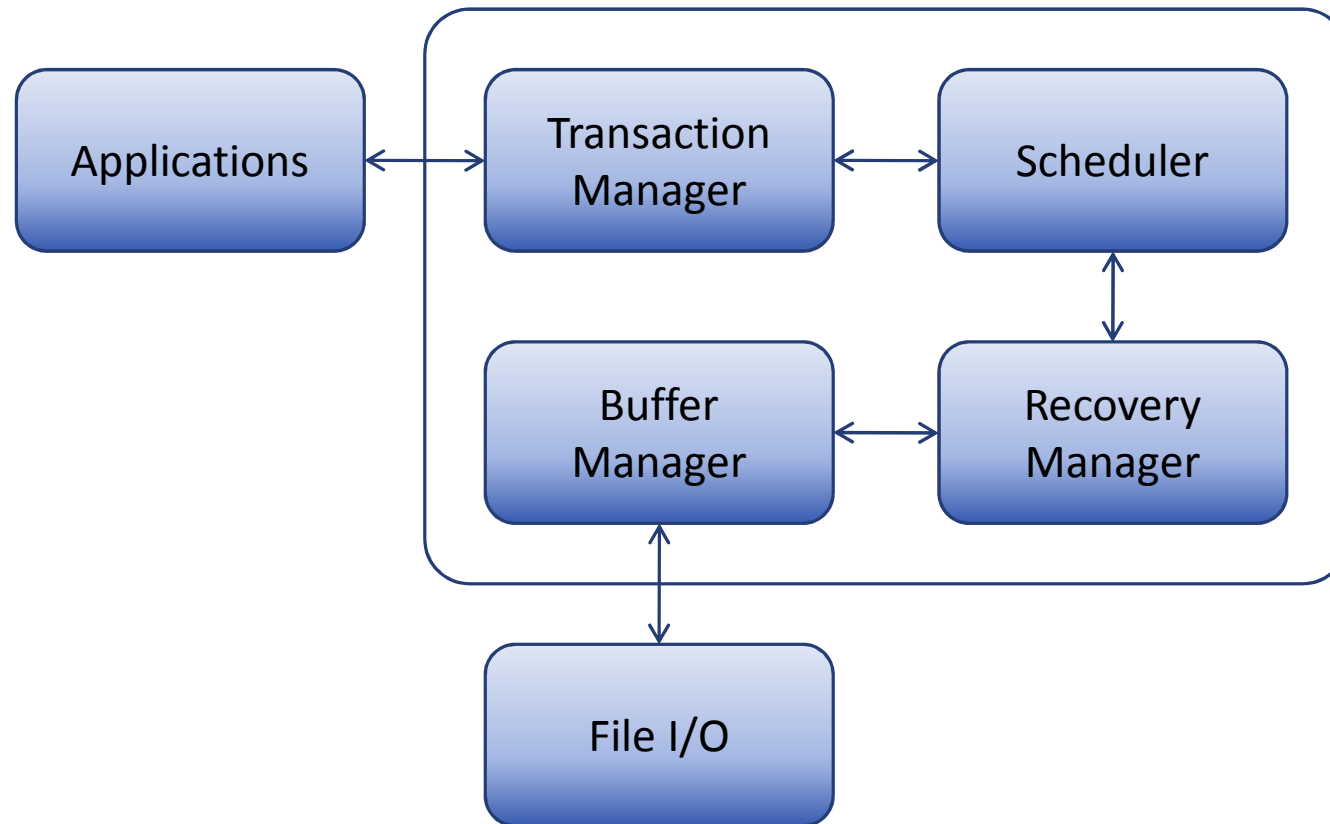 Applications
Transaction
Manager
Scheduler
Buffer
Manager
Recovery
Manager
File I/O